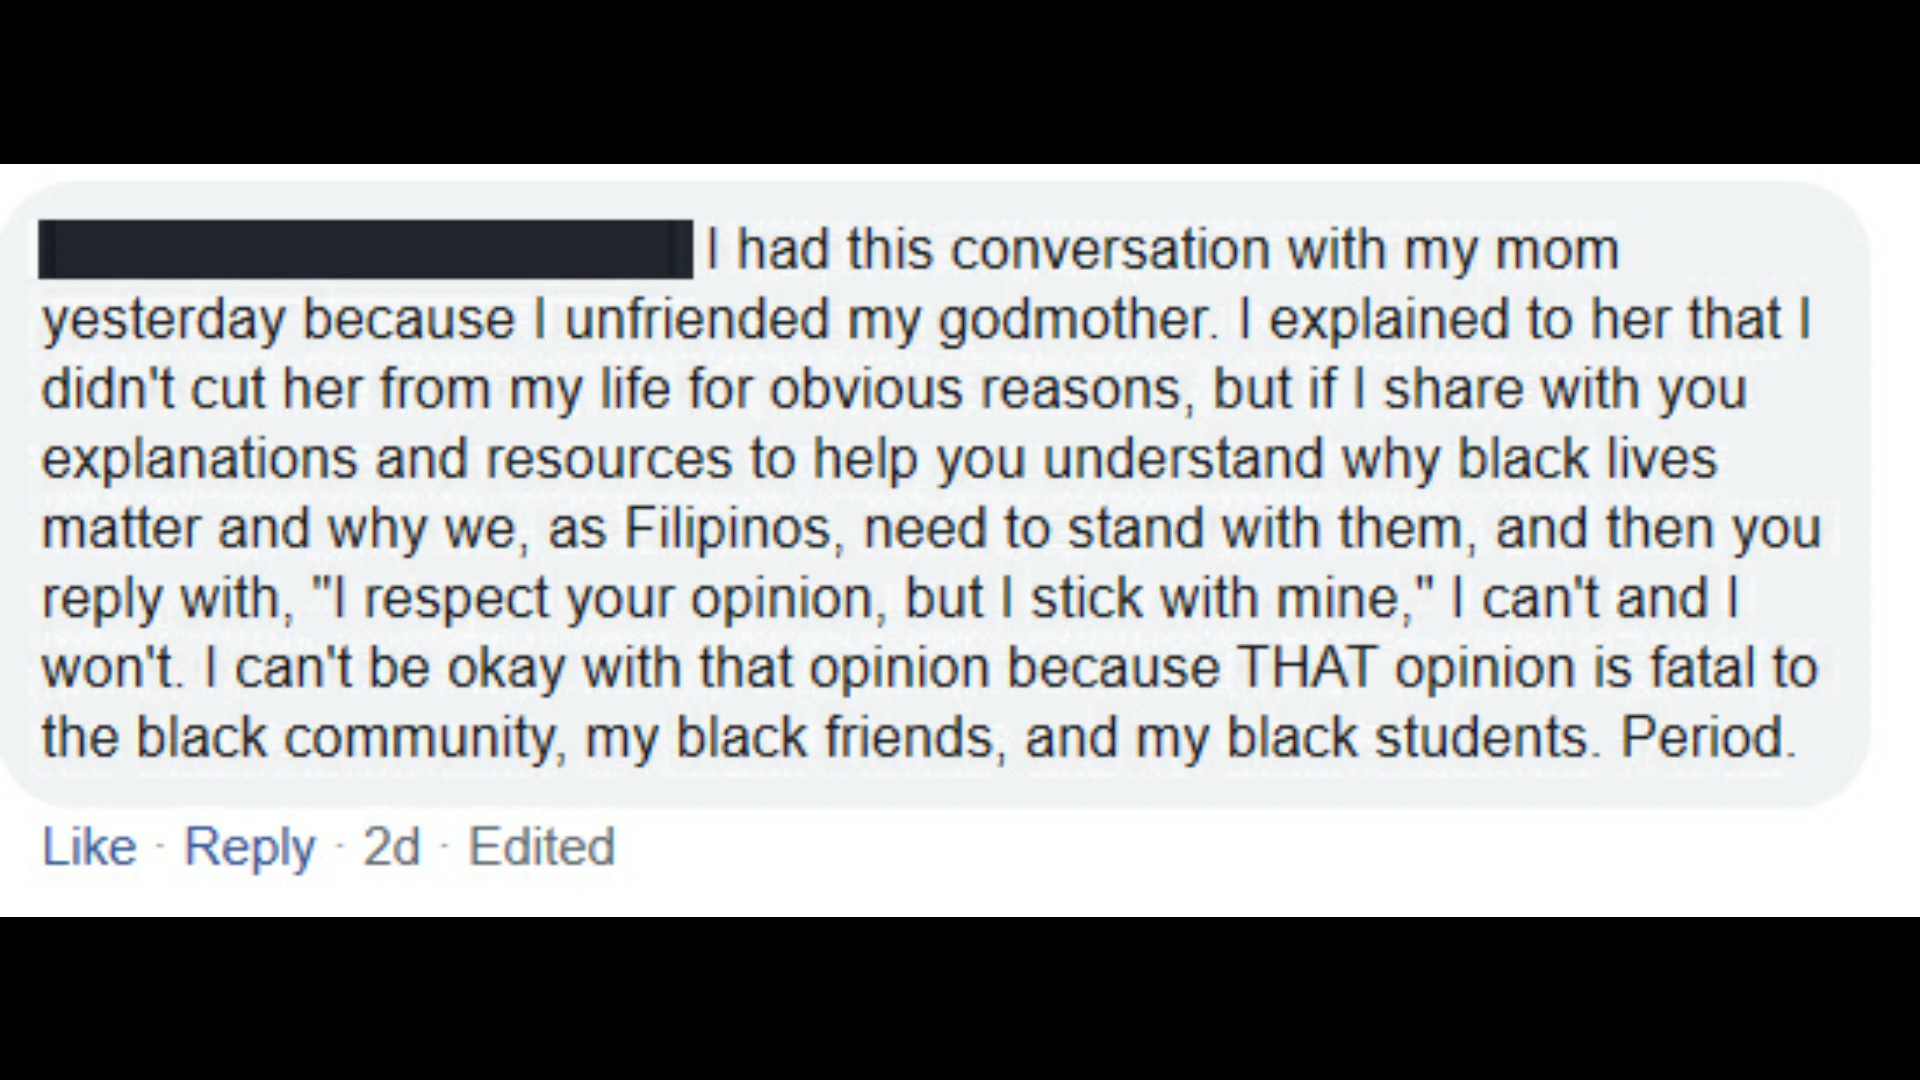 I had this conversation with my mom
yesterday because I unfriended my godmother. I explained to her that I
didn't cut her from my life for obvious reasons, but if I share with you
explanations and resources to help you understand why black lives
matter and why we, as Filipinos, need to stand with them, and then you
reply with, "I respect your opinion, but I stick with mine," I can't and I
won't. I can't be okay with that opinion because THAT opinion is fatal to
the black community, my black friends, and my black students. Period.
Like · Reply · 2d · Edited